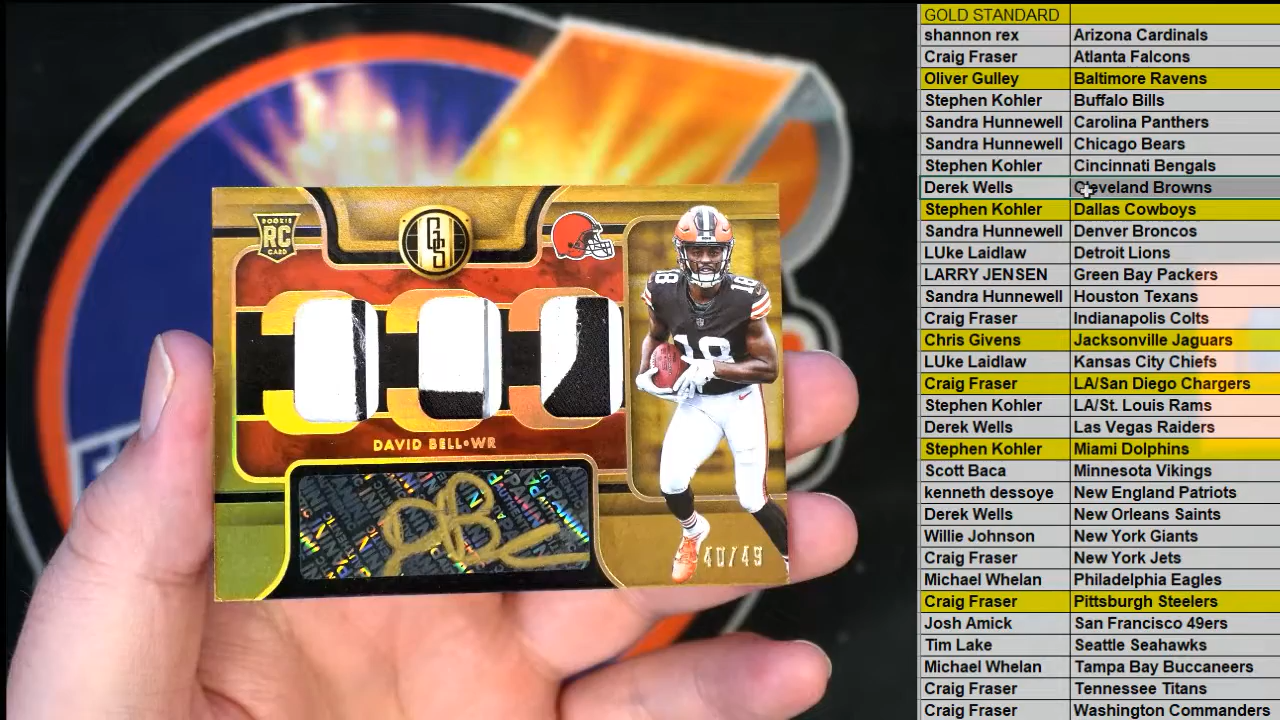 ROOKIE
RC
CARD
GS
18
18
DAVID BELL•WR
40/49
GOLD STANDARD
shannon rex Arizona Cardinals
Craig Fraser Atlanta Falcons
Oliver Gulley Baltimore Ravens
Stephen Kohler Buffalo Bills
Sandra Hunnewell Carolina Panthers
Sandra Hunnewell Chicago Bears
Stephen Kohler Cincinnati Bengals
Derek Wells Cleveland Browns
Stephen Kohler Dallas Cowboys
Sandra Hunnewell Denver Broncos
LUke Laidlaw Detroit Lions
LARRY JENSEN Green Bay Packers
Sandra Hunnewell Houston Texans
Craig Fraser Indianapolis Colts
Chris Givens Jacksonville Jaguars
LUke Laidlaw Kansas City Chiefs
Craig Fraser LA/San Diego Chargers
Stephen Kohler LA/St. Louis Rams
Derek Wells Las Vegas Raiders
Stephen Kohler Miami Dolphins
Scott Baca Minnesota Vikings
kenneth dessoye New England Patriots
Derek Wells New Orleans Saints
Willie Johnson New York Giants
Craig Fraser New York Jets
Michael Whelan Philadelphia Eagles
Craig Fraser Pittsburgh Steelers
Josh Amick San Francisco 49ers
Tim Lake Seattle Seahawks
Michael Whelan Tampa Bay Buccaneers
Craig Fraser Tennessee Titans
Craig Fraser Washington Commanders